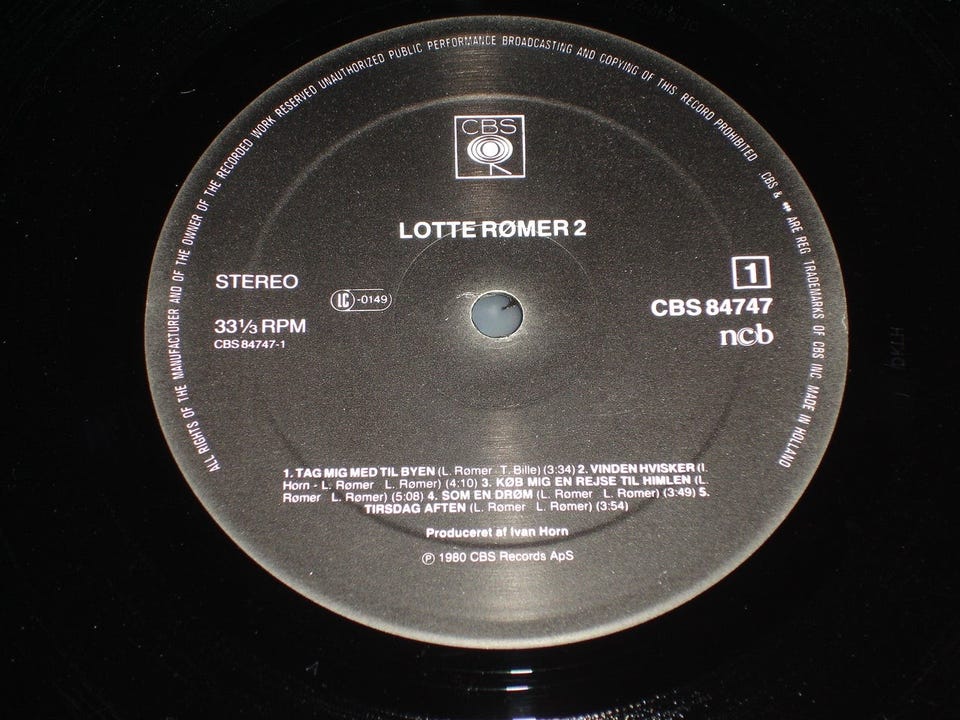 ALL RIGHTS OF THE MANUFACTURER AND OF THE OWNER OF THE RECORDED WORK RESERVED UNAUTHORIZED PUBLIC PERFORMANCE BROADCASTING AND COPYING OF THIS RECORD PROHIBITED CBS & ARE REG TRADEMARKS OF CBS INC MADE IN HOLLAND
CBS
LOTTE RØMER 2
STEREO
LC -0149
33⅓ RPM
CBS 84747-1
1
CBS 84747
ncb
1. TAG MIG MED TIL BYEN (L. Rømer T. Bille) (3:34) 2. VINDEN HVISKER (I.
Horn - L. Rømer L. Rømer) (4:10) 3. KØB MIG EN REJSE TIL HIMLEN (L.
Rømer L. Rømer) (5:08) 4. SOM EN DRØM (L. Rømer L. Rømer) (3:49) 5.
TIRSDAG AFTEN (L. Rømer L. Rømer) (3:54)
Produceret af Ivan Horn
℗ 1980 CBS Records ApS